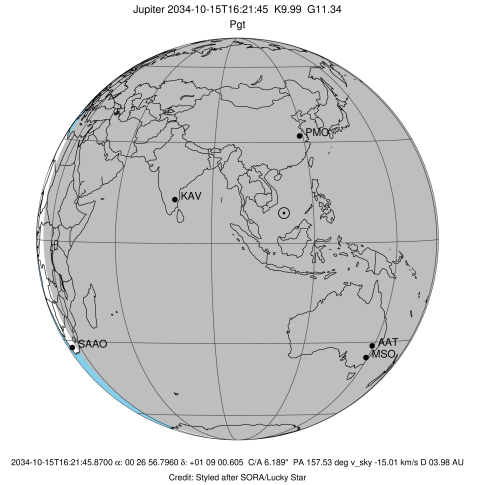 Jupiter 2034-10-15T16:21:45 K9.99 G11.34
Pgt
PMO
KAV
SAAO
AAT
MSO
2034-10-15T16:21:45.8700 α: 00 26 56.7960 δ: +01 09 00.605 C/A 6.189" PA 157.53 deg v_sky -15.01 km/s D 03.98 AU
Credit: Styled after SORA/Lucky Star